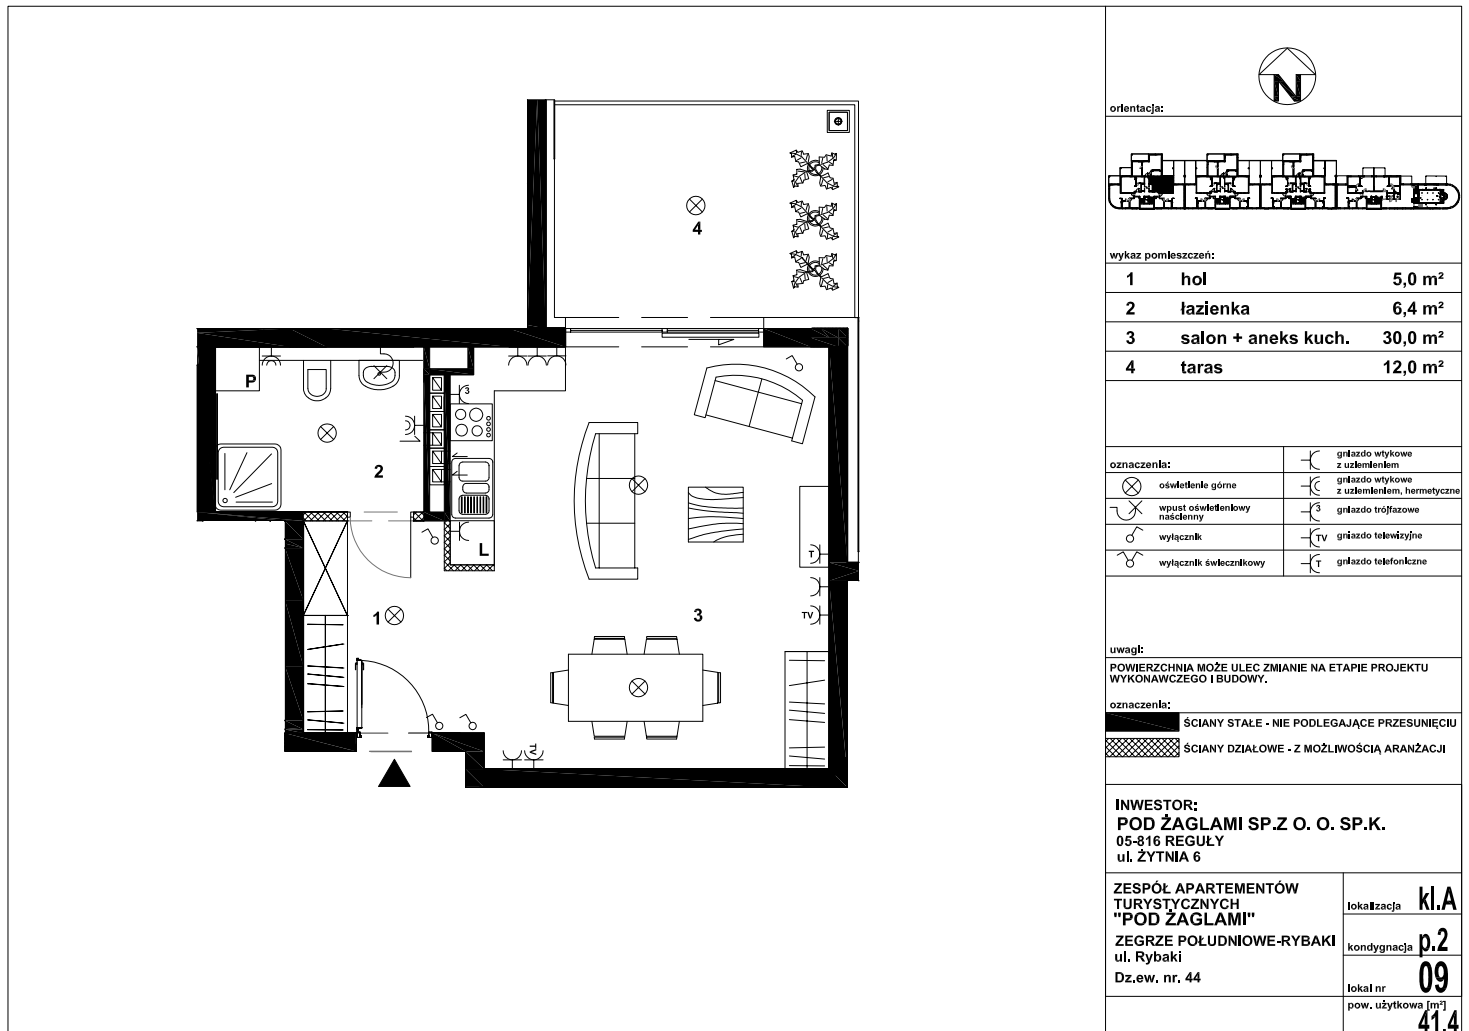 P
2
3
L
4
1
3
T
TV
TV
N
orientacja:
wykaz pomieszczeń:
1 hol 5,0 m²
2 łazienka 6,4 m²
3 salon + aneks kuch. 30,0 m²
4 taras 12,0 m²
oznaczenia:
oświetlenie górne
wpust oświetleniowy
naścienny
wyłącznik
wyłącznik świecznikowy
gniazdo wtykowe
z uziemieniem
gniazdo wtykowe
z uziemieniem, hermetyczne
3 gniazdo trójfazowe
TV gniazdo telewizyjne
T gniazdo telefoniczne
uwagi:
POWIERZCHNIA MOŻE ULEC ZMIANIE NA ETAPIE PROJEKTU
WYKONAWCZEGO I BUDOWY.
oznaczenia:
ŚCIANY STAŁE - NIE PODLEGAJĄCE PRZESUNIĘCIU
ŚCIANY DZIAŁOWE - Z MOŻLIWOŚCIĄ ARANŻACJI
INWESTOR:
POD ŻAGLAMI SP.Z O. O. SP.K.
05-816 REGUŁY
ul. ŻYTNIA 6
ZESPÓŁ APARTEMENTÓW
TURYSTYCZNYCH
"POD ŻAGLAMI"
ZEGRZE POŁUDNIOWE-RYBAKI
ul. Rybaki
Dz.ew. nr. 44
lokalizacja kl.A
kondygnacja p.2
lokal nr 09
pow. użytkowa [m²]
41.4